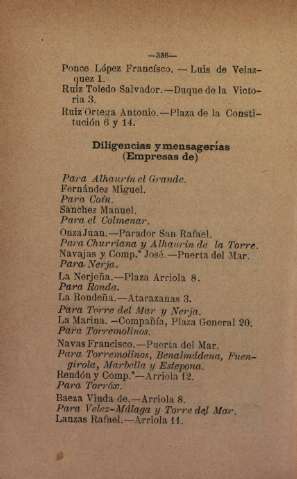 —386—
Ponce López Francísco. — Luis de Velaz-
quez 1.
Ruíz Toledo Salvador.—Duque de la Victo-
ria 3.
Ruiz Ortega Antonio.—Plaza de la Consti-
tución 6 y 14.
Diligencias y mensagerías
(Empresas de)
Para Alhaurín el Grande.
Fernández Miguel.
Para Coín.
Sánchez Manuel.
Para el Colmenar.
Onza Juan.—Parador San Rafael.
Para Churriana y Alhaurín de la Torre.
Navajas y Comp.ª José.—Puerta del Mar.
Para Nerja.
La Nerjeña.—Plaza Arriola 8.
Para Ronda.
La Rondeña.—Atarazanas 3.
Para Torre del Mar y Nerja.
La Marina. —Compañía, Plaza General 20.
Para Torremolinos.
Navas Francisco.—Puerta del Mar.
Para Torremolinos, Benalmádena, Fuen-
girola, Marbella y Estepona.
Rendón y Comp.ª—Arriola 12.
Para Torróx.
Baeza Viuda de.—Arriola 8.
Para Velez-Málaga y Torre del Mar.
Lanzas Rafael.—Arriola 11.